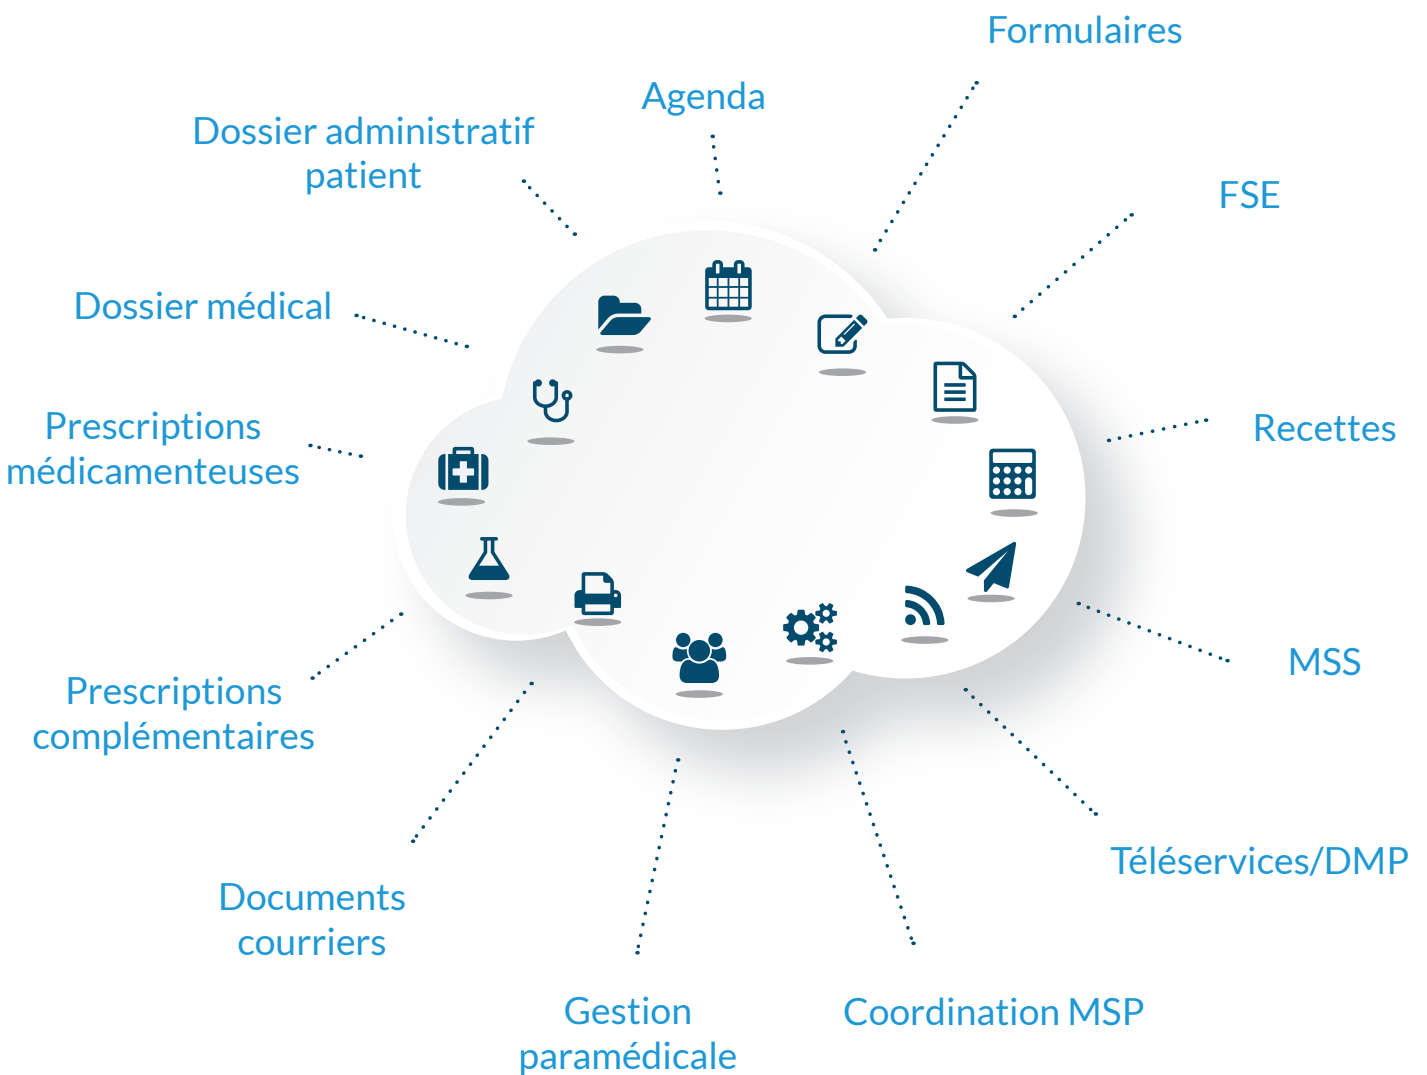 Formulaires
Agenda
Dossier administratif
patient
FSE
Dossier médical
Prescriptions
médicamenteuses
Recettes
MSS
Prescriptions
complémentaires
Téléservices/DMP
Documents
courriers
Gestion
paramédicale
Coordination MSP